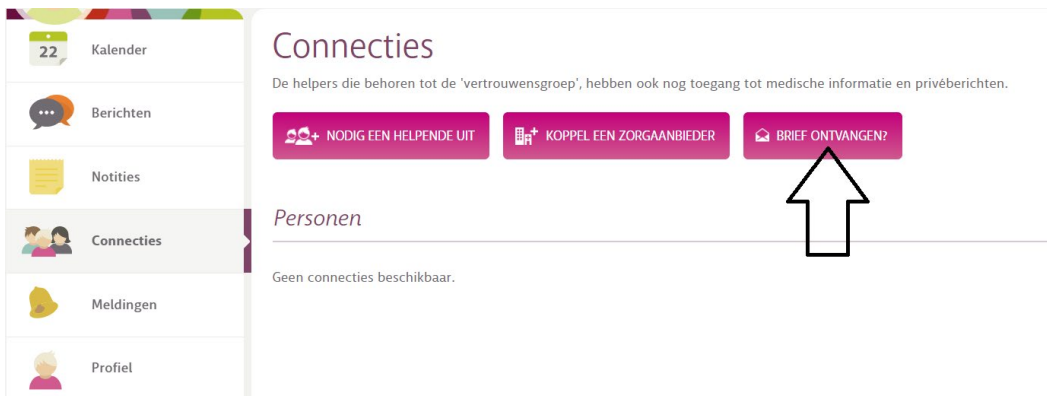 Connecties
De helpers die behoren tot de 'vertrouwensgroep', hebben ook nog toegang tot medische informatie en privéberichten.
NODIG EEN HELPENDE UIT
KOPPEL EEN ZORGAANBIEDER
BRIEF ONTVANGEN?
Personen
Geen connecties beschikbaar.
22
Kalender
Berichten
Notities
Connecties
Meldingen
Profiel